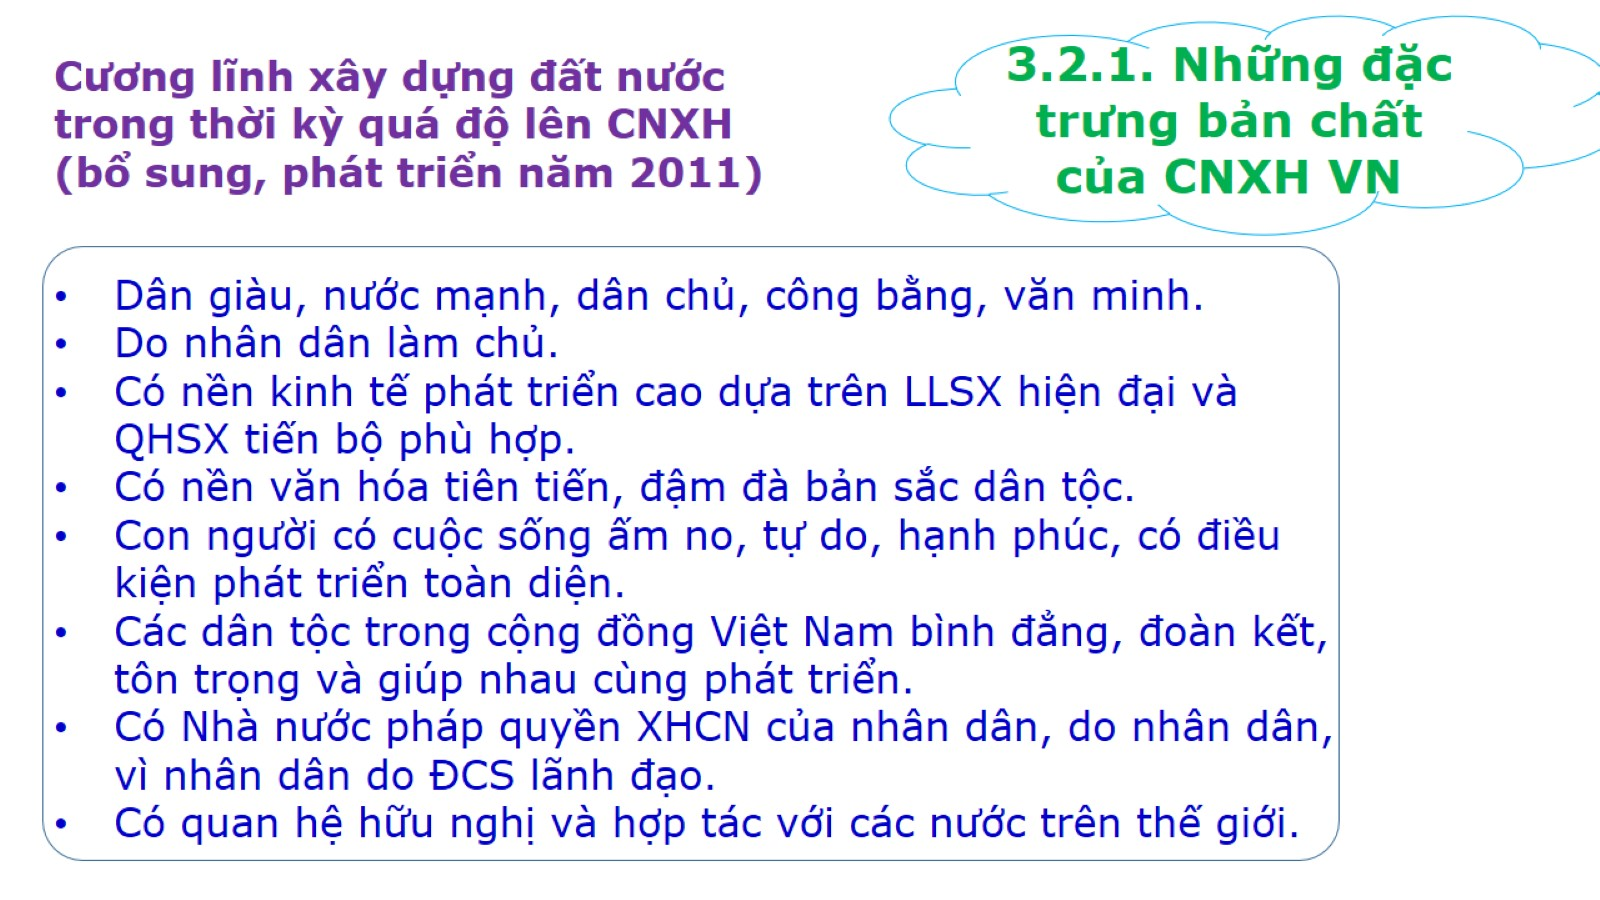 Cương lĩnh xây dựng đất nước
trong thời kỳ quá độ lên CNXH
(bổ sung, phát triển năm 2011)
3.2.1. Những đặc
trưng bản chất
của CNXH VN
• Dân giàu, nước mạnh, dân chủ, công bằng, văn minh.
• Do nhân dân làm chủ.
• Có nền kinh tế phát triển cao dựa trên LLSX hiện đại và
QHSX tiến bộ phù hợp.
• Có nền văn hóa tiên tiến, đậm đà bản sắc dân tộc.
• Con người có cuộc sống ấm no, tự do, hạnh phúc, có điều
kiện phát triển toàn diện.
• Các dân tộc trong cộng đồng Việt Nam bình đẳng, đoàn kết,
tôn trọng và giúp nhau cùng phát triển.
• Có Nhà nước pháp quyền XHCN của nhân dân, do nhân dân,
vì nhân dân do ĐCS lãnh đạo.
• Có quan hệ hữu nghị và hợp tác với các nước trên thế giới.